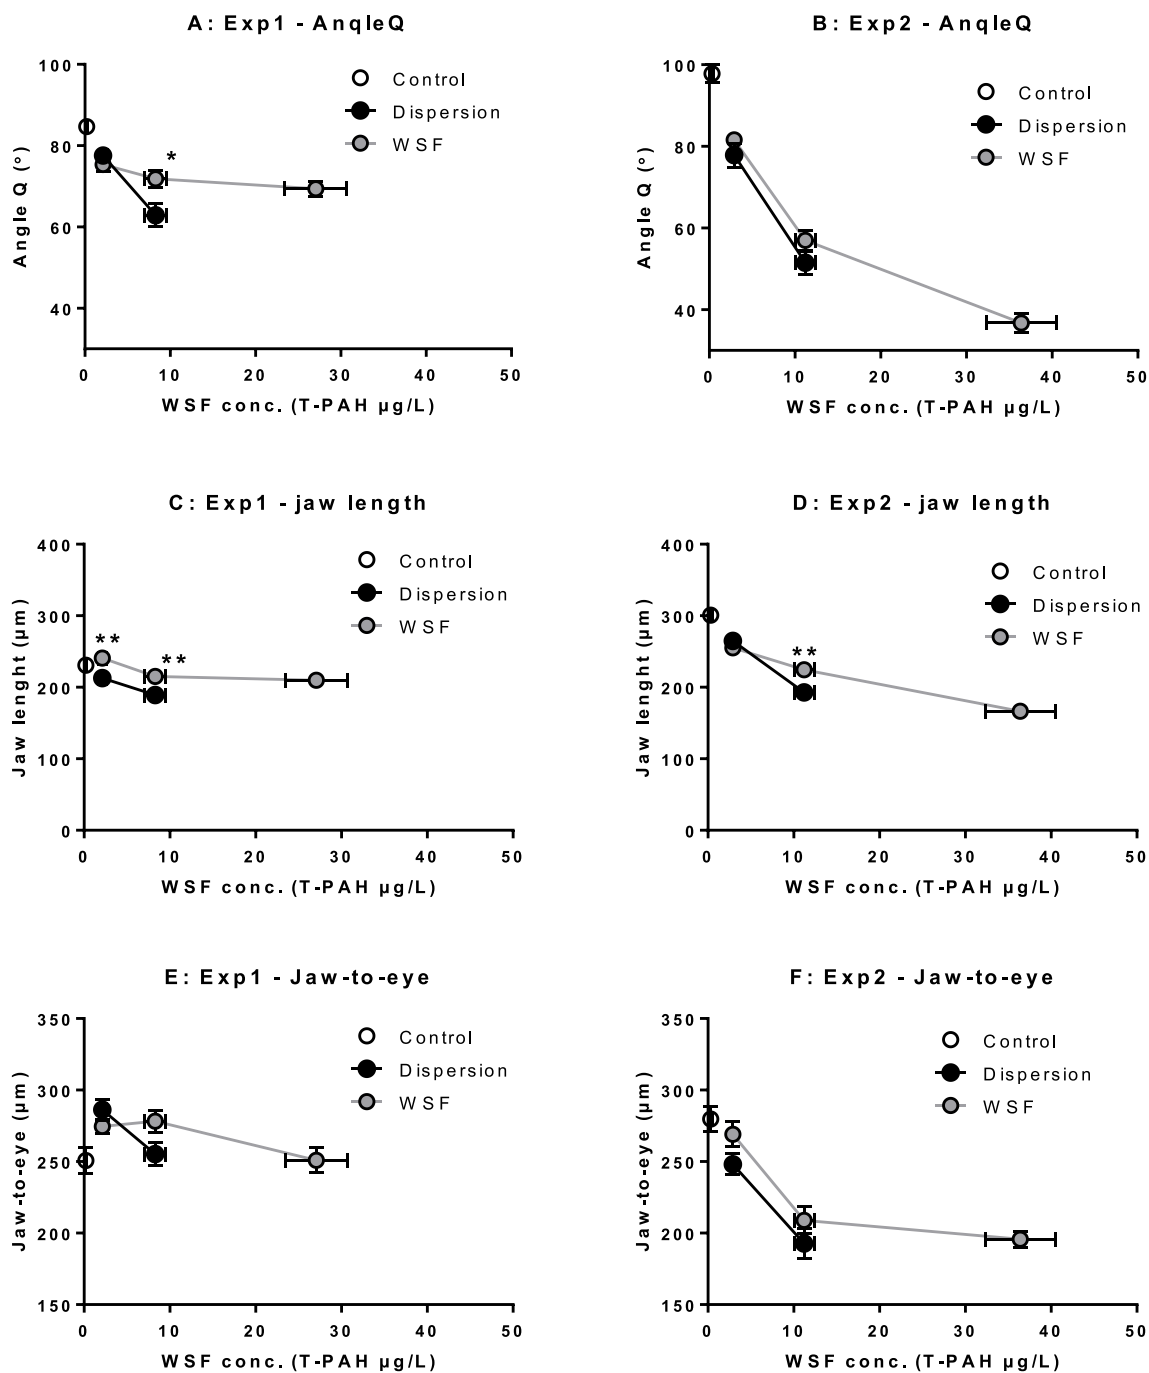 A: Exp1 - AnqleQ
100
80
60
40
0 10 20 30 40 50
Angle Q (°)
WSF conc. (T-PAH µg/L)
Control
Dispersion
WSF
*
B: Exp2 - AnqleQ
100
80
60
40
0 10 20 30 40 50
Angle Q (°)
WSF conc. (T-PAH µg/L)
Control
Dispersion
WSF
C: Exp1 - jaw length
400
300
200
100
0
0 10 20 30 40 50
Jaw lenght (µm)
WSF conc. (T-PAH µg/L)
Control
Dispersion
WSF
**
**
D: Exp2 - jaw length
400
300
200
100
0
0 10 20 30 40 50
Jaw lenght (µm)
WSF conc. (T-PAH µg/L)
Control
Dispersion
WSF
**
E: Exp1 - Jaw-to-eye
350
300
250
200
150
0 10 20 30 40 50
Jaw-to-eye (µm)
WSF conc. (T-PAH µg/L)
Control
Dispersion
WSF
F: Exp2 - Jaw-to-eye
350
300
250
200
150
0 10 20 30 40 50
Jaw-to-eye (µm)
WSF conc. (T-PAH µg/L)
Control
Dispersion
WSF